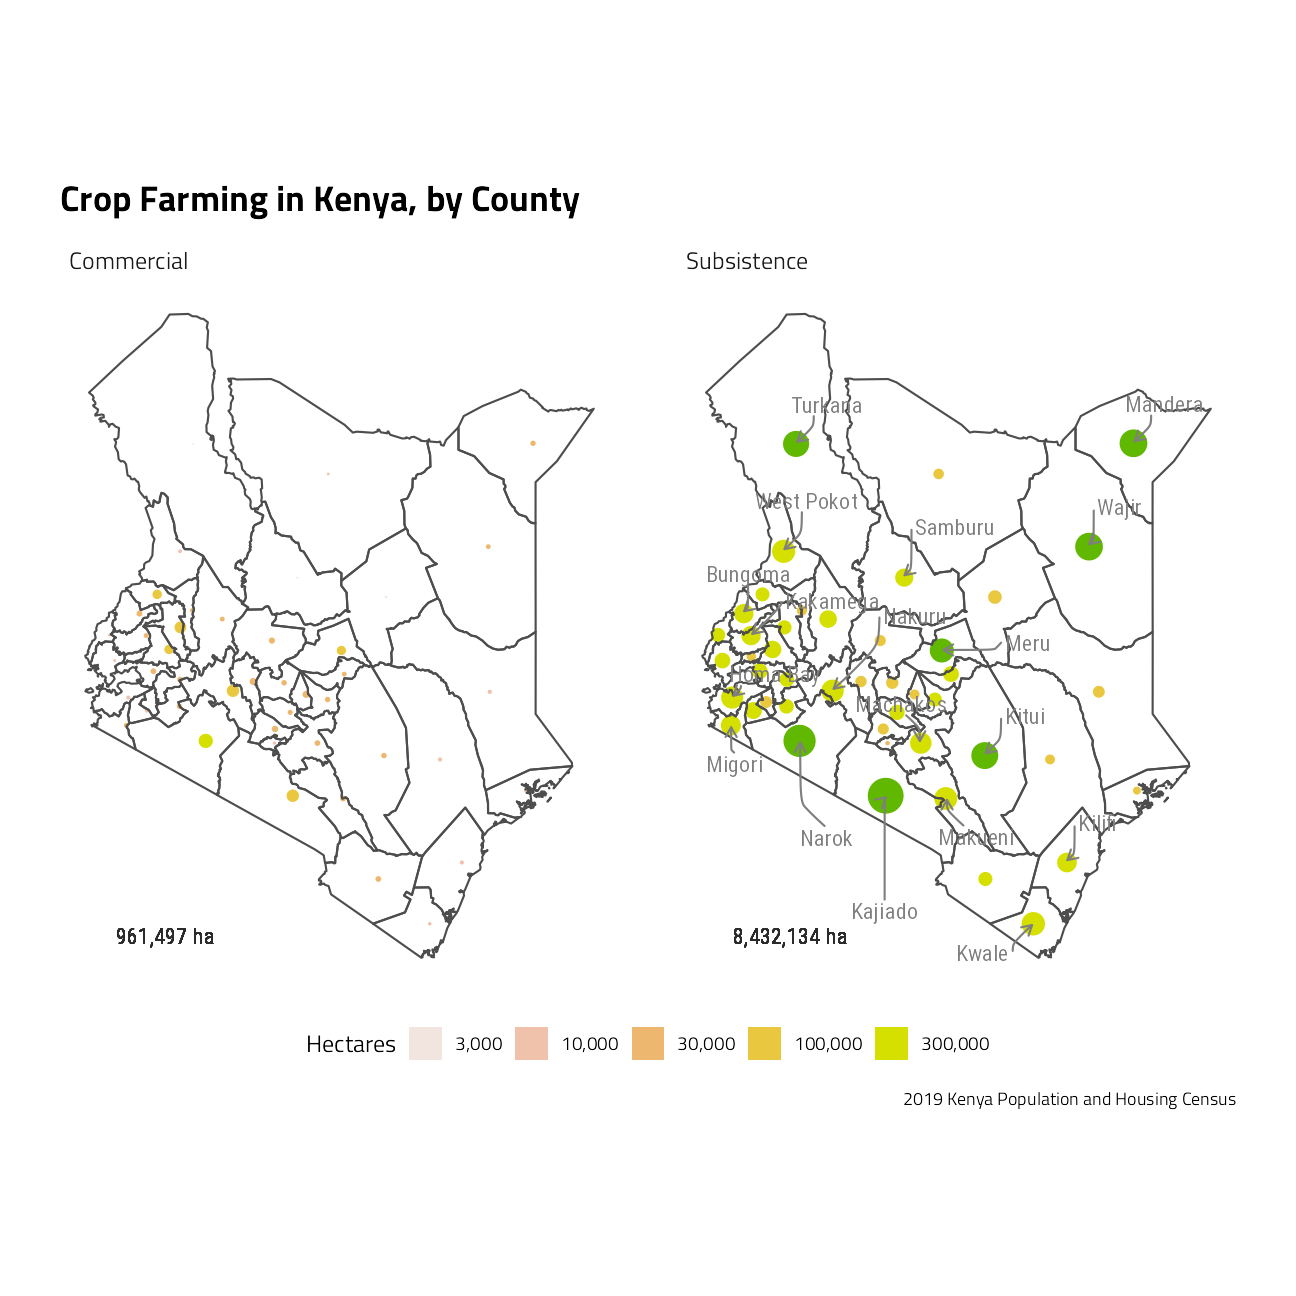 Crop Farming in Kenya, by County
Commercial
Subsistence
Turkana
Mandera
West Pokot
Wajir
Samburu
Bungoma
Kakamega
Nakuru
Meru
Homa Bay
Machakos
Kitui
Migori
Narok
Makueni
Kilifi
Kajiado
Kwale
961,497 ha
8,432,134 ha
Hectares 3,000 10,000 30,000 100,000 300,000
2019 Kenya Population and Housing Census